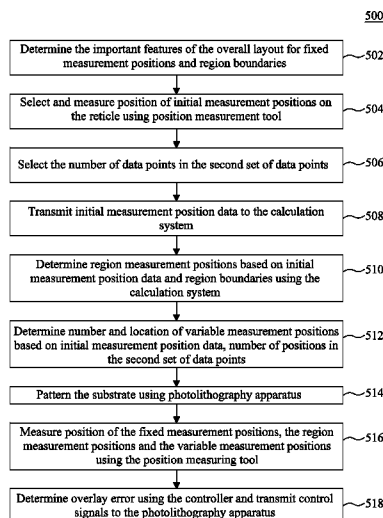 500
Determine the important features of the overall layout for fixed
measurement positions and region boundaries
502
Select and measure position of initial measurement positions on
the reticle using position measurement tool
504
Select the number of data points in the second set of data points
506
Transmit initial measurement position data to the calculation
system
508
Determine region measurement positions based on initial
measurement position data and region boundaries using the
calculation system
510
Determine number and location of variable measurement positions
based on initial measurement position data, number of positions in
the second set of data points
512
Pattern the substrate using photolithography apparatus
514
Measure position of the fixed measurement positions, the region
measurement positions and the variable measurement positions
using the position measuring tool
516
Determine overlay error using the controller and transmit control
signals to the photolithography apparatus
518